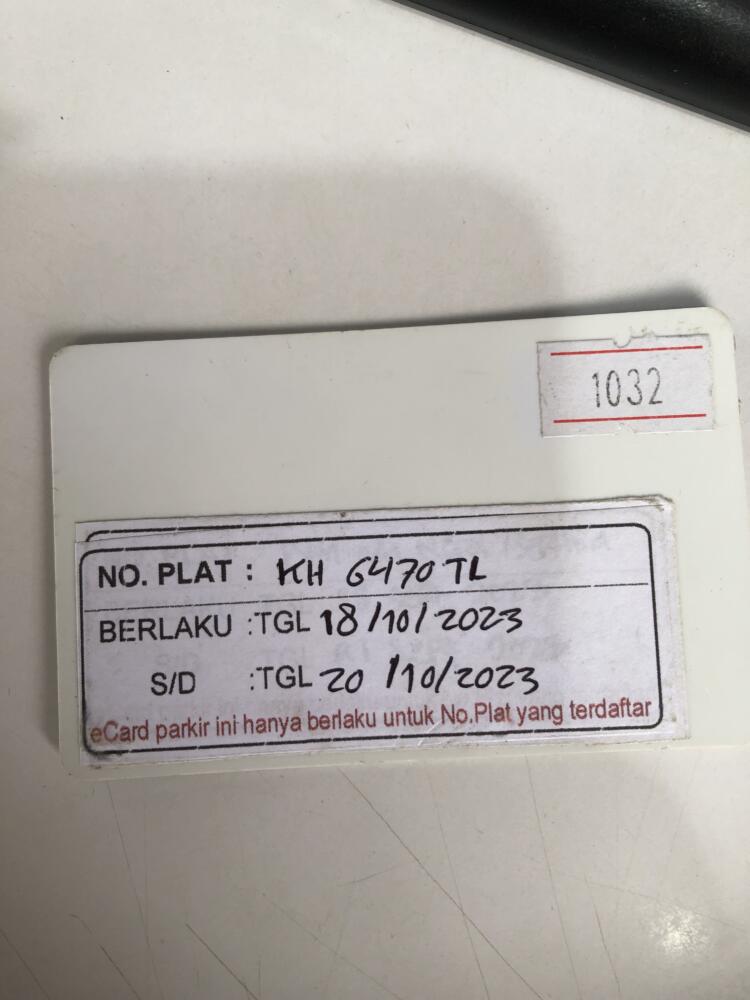 1032
NO. PLAT : KH 6470 TL
BERLAKU :TGL 18/10/2023
S/D :TGL 20/10/2023
eCard parkir ini hanya berlaku untuk No.Plat yang terdaftar